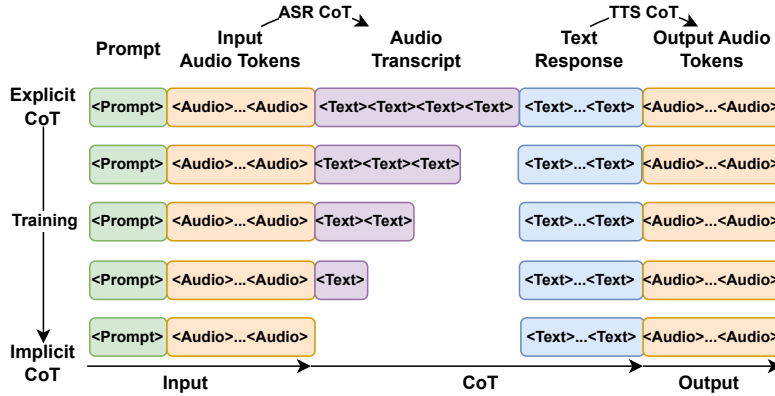 ASR CoT
TTS CoT
Prompt
Input
Audio Tokens
Audio
Transcript
Text
Response
Output Audio
Tokens
Explicit
CoT
<Prompt> <Audio>...<Audio> <Text><Text><Text><Text> <Text>...<Text> <Audio>...<Audio>
<Prompt> <Audio>...<Audio> <Text><Text><Text> <Text>...<Text> <Audio>...<Audio>
Training
<Prompt> <Audio>...<Audio> <Text><Text> <Text>...<Text> <Audio>...<Audio>
<Prompt> <Audio>...<Audio> <Text> <Text>...<Text> <Audio>...<Audio>
<Prompt> <Audio>...<Audio> <Text>...<Text> <Audio>...<Audio>
Implicit
CoT
Input
CoT
Output